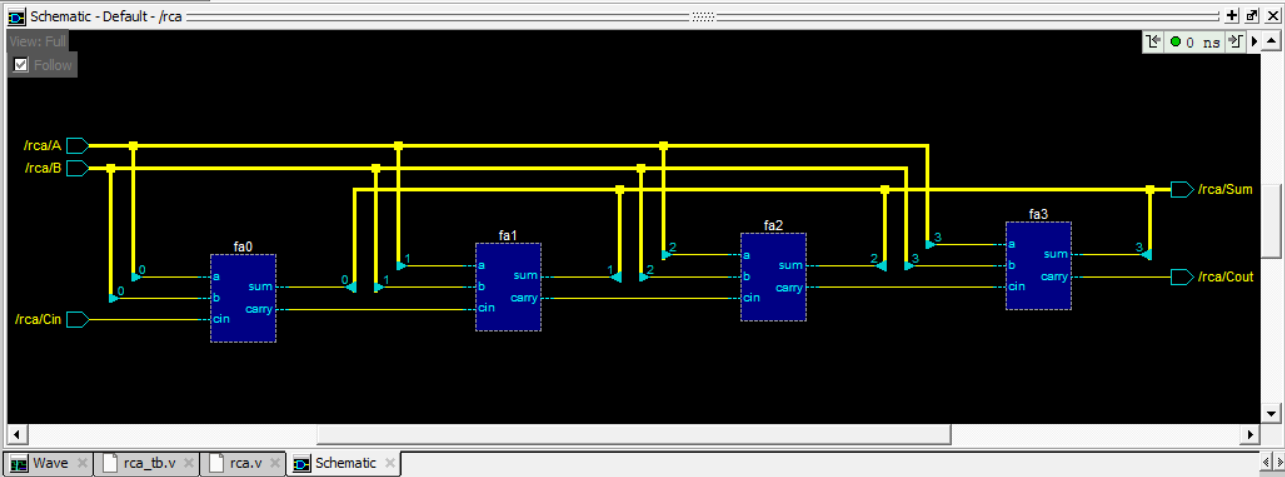 Schematic - Default - /rca
View: Full
Follow
0 ns
/rca/A
/rca/B
/rca/Sum
fa3
fa2
fa1
fa0
3
a
sum
3
2
a
sum
2
3
b
carry
/rca/Cout
1
a
sum
1
2
b
carry
cin
0
a
sum
0
1
b
carry
cin
0
b
carry
cin
/rca/Cin
cin
Wave
rca_tb.v
rca.v
Schematic